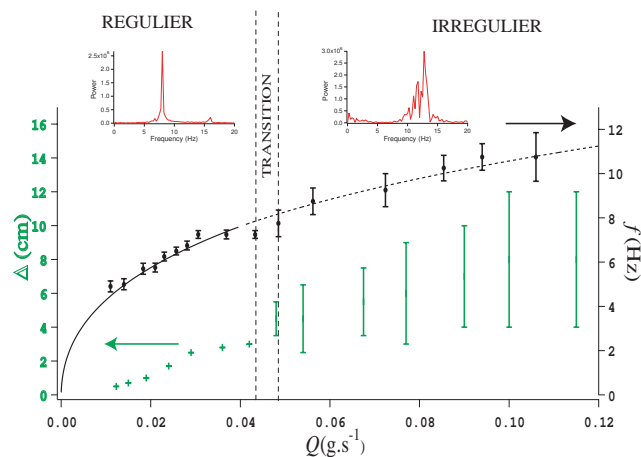 REGULIER
IRREGULIER
TRANSITION
2.5x10⁶
2.0
1.5
1.0
0.5
0.0
Power
0 5 10 15 20
Frequency (Hz)
3.0x10⁶
2.5
2.0
1.5
1.0
0.5
0.0
Power
0 5 10 15 20
Frequency (Hz)
16
14
12
10
8
6
4
2
0
Δ (cm)
12
10
8
6
4
2
0
f (Hz)
0.00 0.02 0.04 0.06 0.08 0.10 0.12
Q(g.s⁻¹)